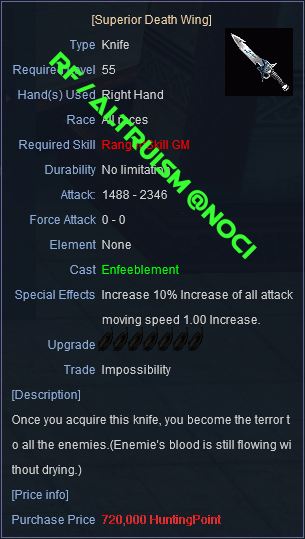 [Superior Death Wing]
Type Knife
Required Level 55
Hand(s) Used Right Hand
Race All races
Required Skill Range Skill GM
Durability No limitation
Attack: 1488 - 2346
Force Attack 0 - 0
Element None
Cast Enfeeblement
Special Effects Increase 10% Increase of all attack
moving speed 1.00 Increase.
Upgrade
Trade Impossibility
[Description]
Once you acquire this knife, you become the terror t
o all the enemies.(Enemie's blood is still flowing wi
thout drying.)
[Price info]
Purchase Price 720,000 HuntingPoint
RF / ALTRUISM @NOCI